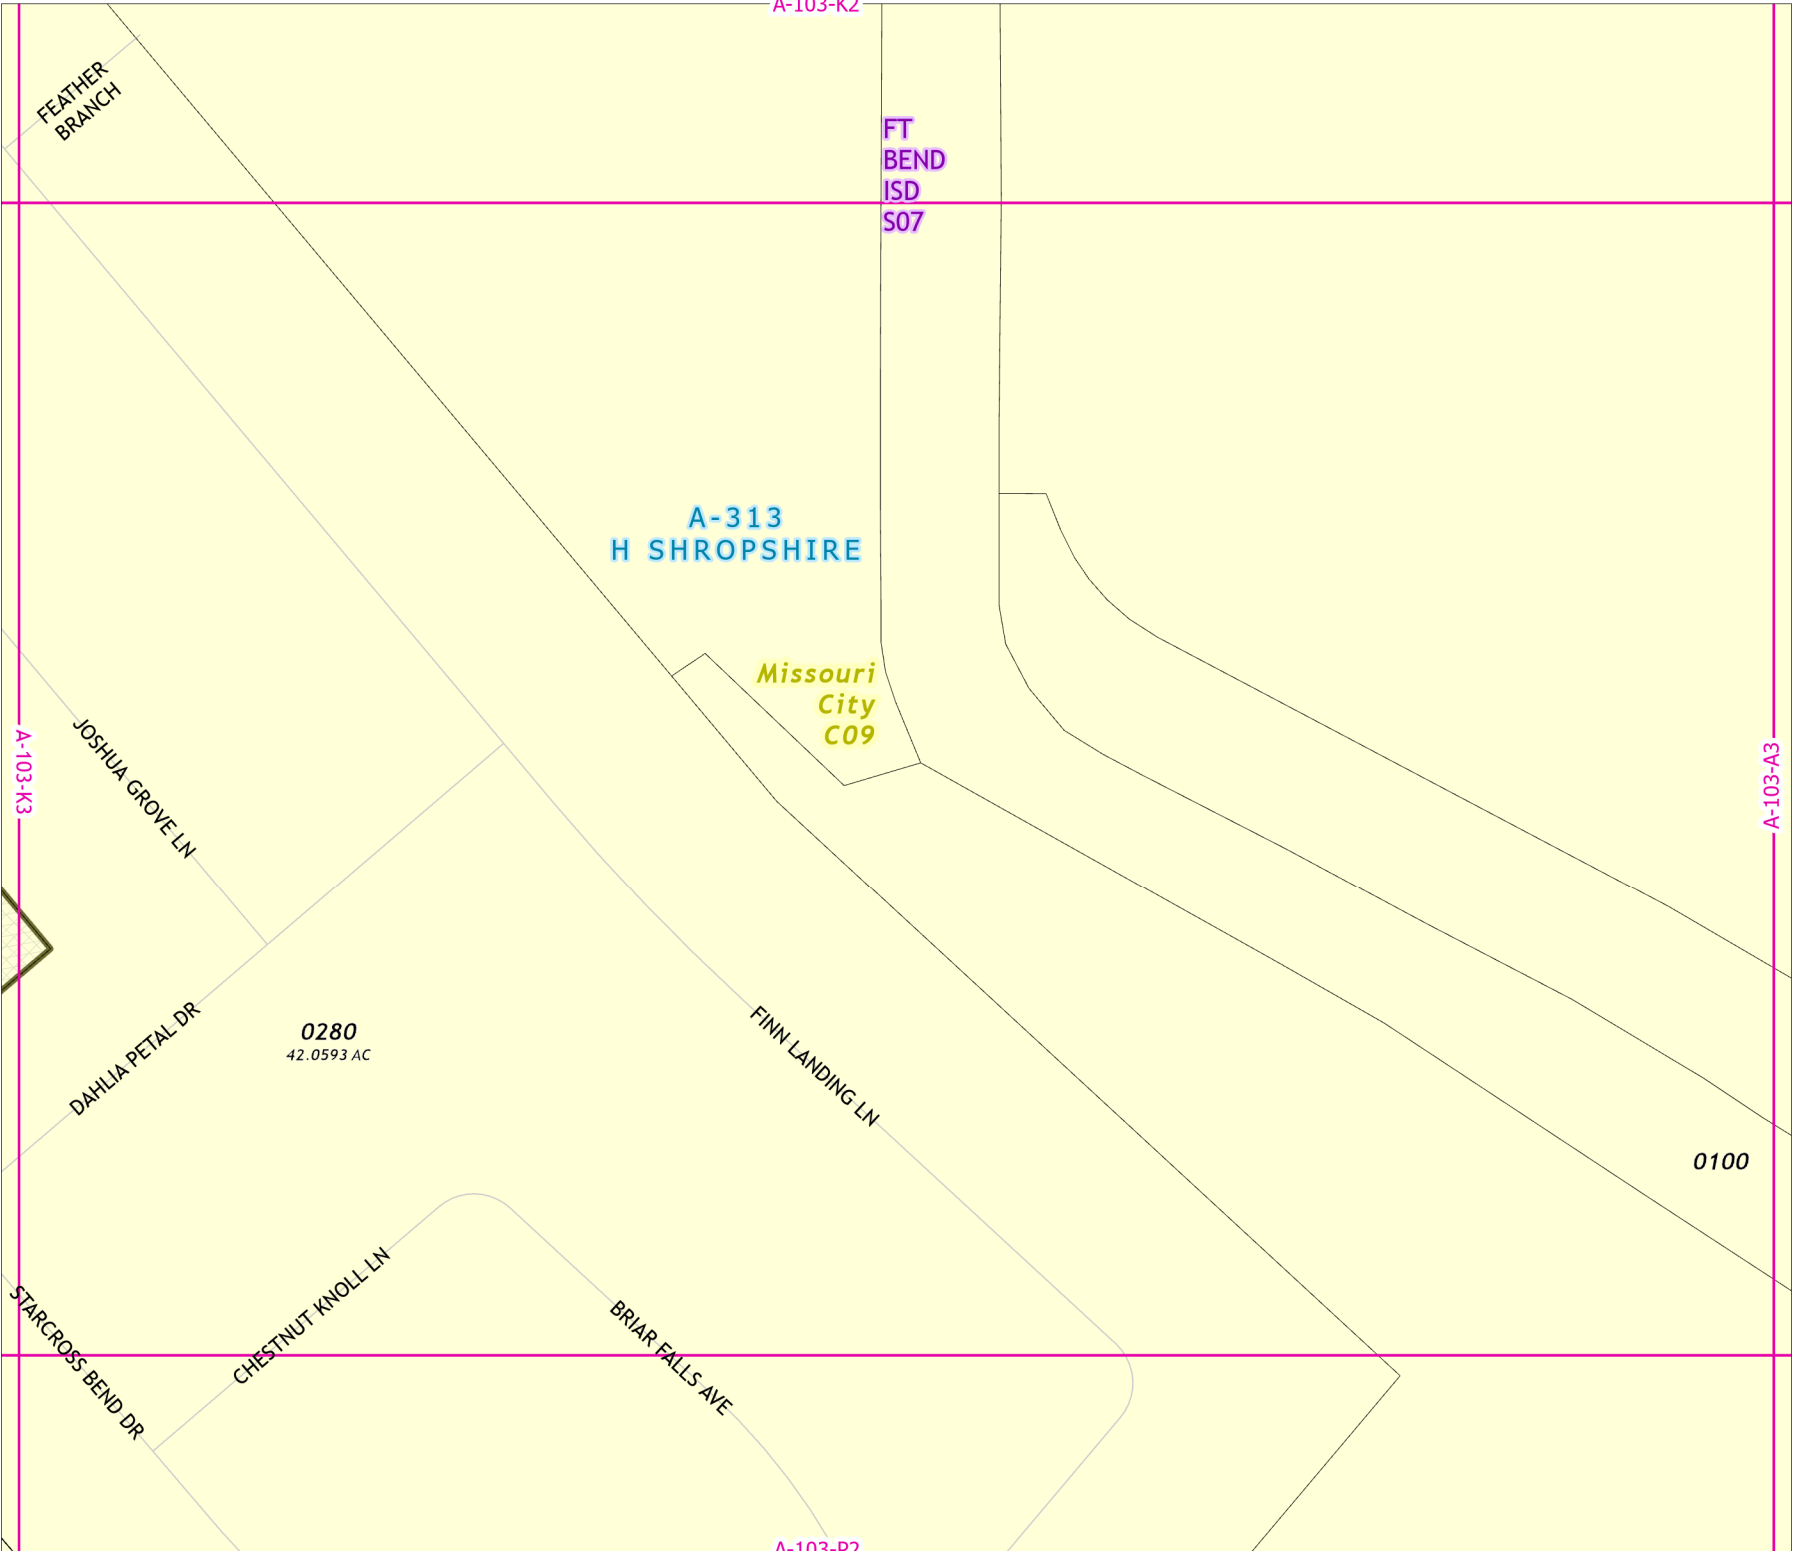 A-103-K2
FEATHER
BRANCH
FT
BEND
ISD
S07
A-313
H SHROPSHIRE
Missouri
City
C09
A-103-K3
JOSHUA GROVE LN
A-103-A3
DAHLIA PETAL DR
0280
42.0593 AC
FINN LANDING LN
0100
CHESTNUT KNOLL LN
STARCROSS BEND DR
BRIAR FALLS AVE
A-103-P2